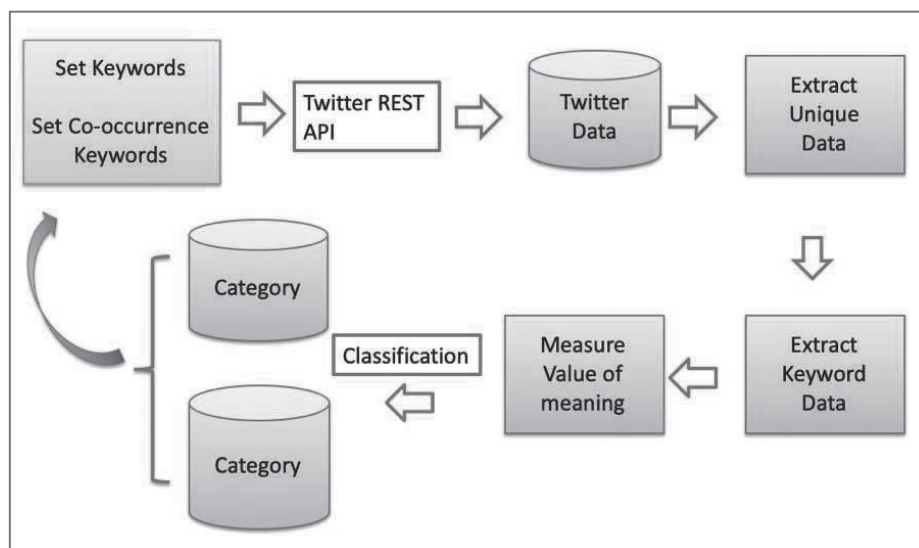 Set Keywords
Set Co-occurrence
Keywords
Twitter REST
API
Twitter
Data
Extract
Unique
Data
Extract
Keyword
Data
Measure
Value of
meaning
Classification
Category
Category